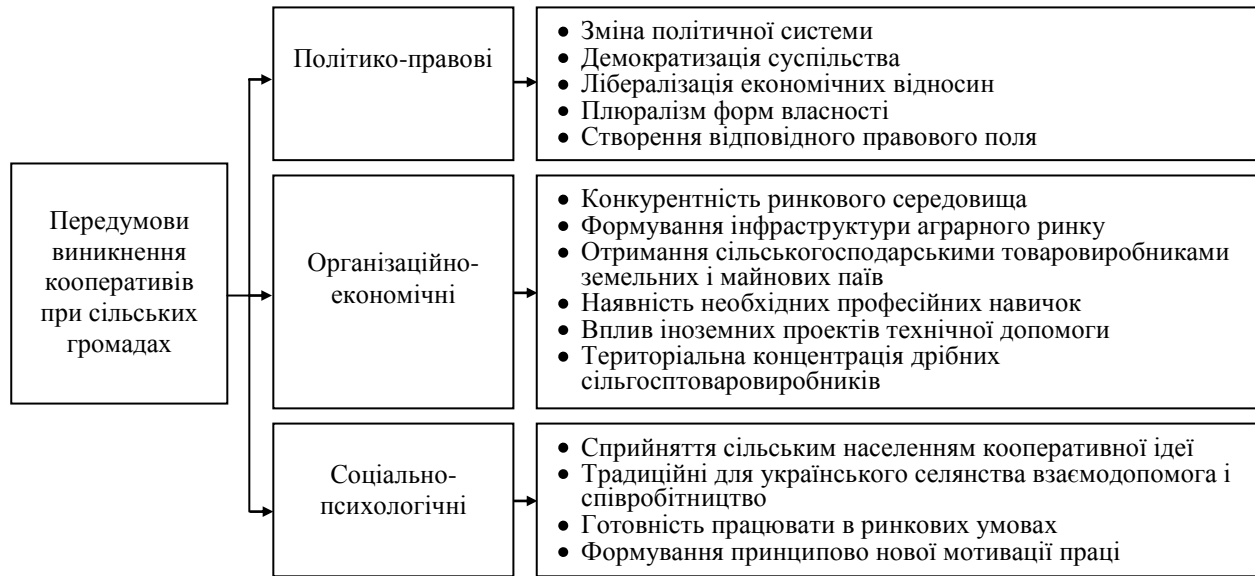 Передумови
виникнення
кооперативів
при сільських
громадах
Політико-правові
• Зміна політичної системи
• Демократизація суспільства
• Лібералізація економічних відносин
• Плюралізм форм власності
• Створення відповідного правового поля
Організаційно-
економічні
• Конкурентність ринкового середовища
• Формування інфраструктури аграрного ринку
• Отримання сільськогосподарськими товаровиробниками
земельних і майнових паїв
• Наявність необхідних професійних навичок
• Вплив іноземних проектів технічної допомоги
• Територіальна концентрація дрібних
сільгосптоваровиробників
Соціально-
психологічні
• Сприйняття сільським населенням кооперативної ідеї
• Традиційні для українського селянства взаємодопомога і
співробітництво
• Готовність працювати в ринкових умовах
• Формування принципово нової мотивації праці